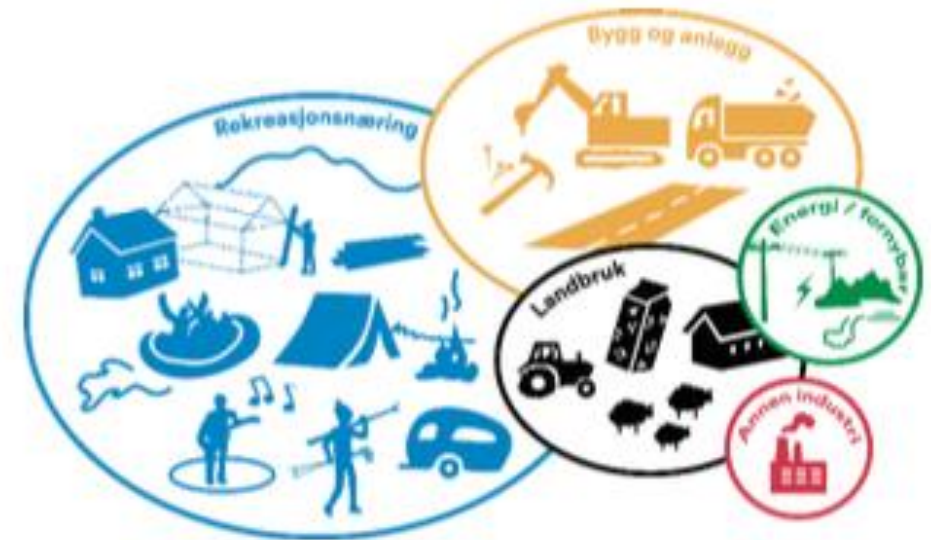 Bygg og anlegg
Rekreasjonsnæring
Energi / fornybar
Landbruk
Annen industri